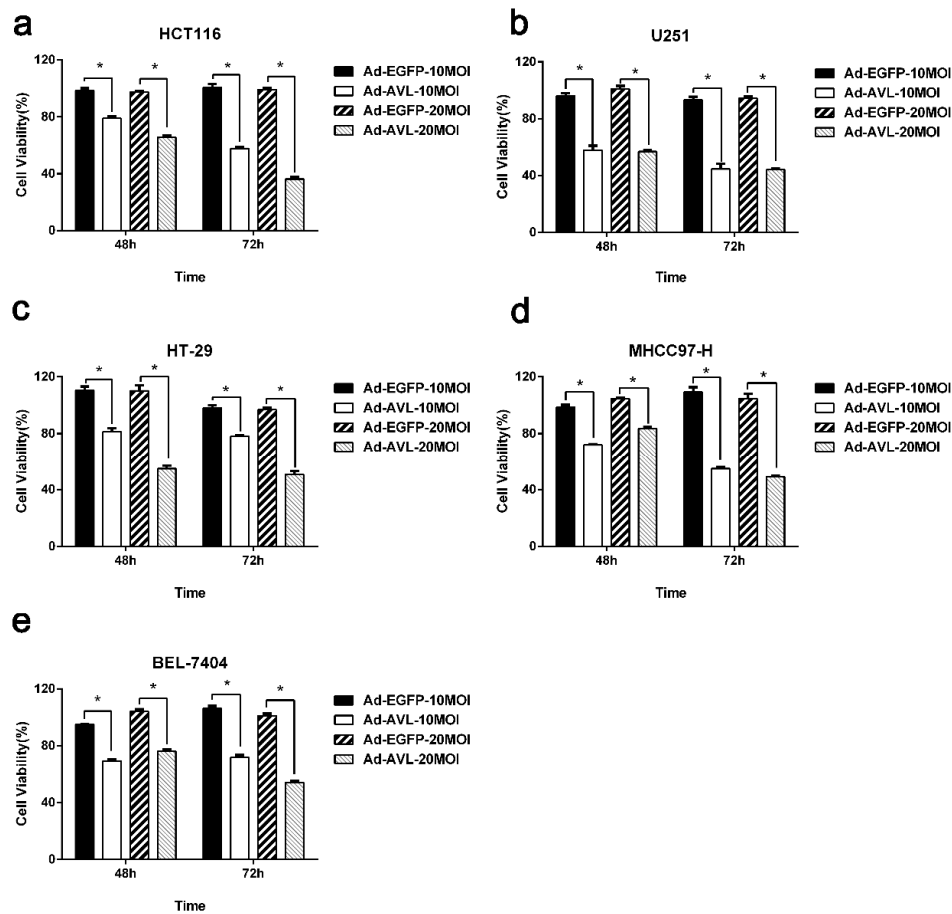 a
HCT116
120
80
40
0
Cell Viability(%)
* * * *
48h 72h
Time
Ad-EGFP-10MOI
Ad-AVL-10MOI
Ad-EGFP-20MOI
Ad-AVL-20MOI
b
U251
120
80
40
0
Cell Viability(%)
* * * *
48h 72h
Time
Ad-EGFP-10MOI
Ad-AVL-10MOI
Ad-EGFP-20MOI
Ad-AVL-20MOI
c
HT-29
120
80
40
0
Cell Viability(%)
* * * *
48h 72h
Time
Ad-EGFP-10MOI
Ad-AVL-10MOI
Ad-EGFP-20MOI
Ad-AVL-20MOI
d
MHCC97-H
120
80
40
0
Cell Viability(%)
* * * *
48h 72h
Time
Ad-EGFP-10MOI
Ad-AVL-10MOI
Ad-EGFP-20MOI
Ad-AVL-20MOI
e
BEL-7404
120
80
40
0
Cell Viability(%)
* * * *
48h 72h
Time
Ad-EGFP-10MOI
Ad-AVL-10MOI
Ad-EGFP-20MOI
Ad-AVL-20MOI